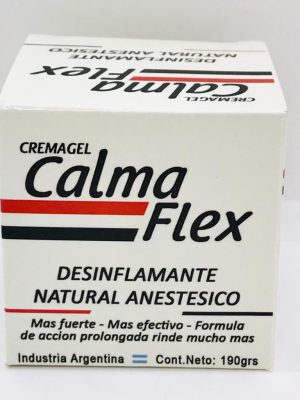 DESINFLAMANTE
NATURAL ANESTESICO
CREMAGEL
Calma
Flex
CREMAGEL
Calma
Flex
DESINFLAMANTE
NATURAL ANESTESICO
Mas fuerte - Mas efectivo - Formula
de accion prolongada rinde mucho mas
Industria Argentina Cont.Neto: 190grs